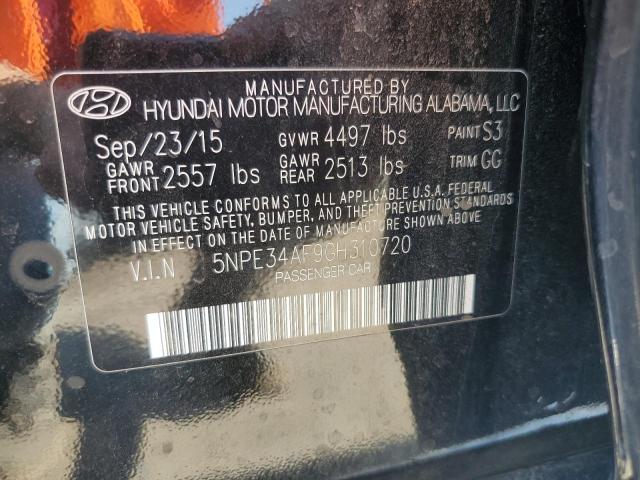 MANUFACTURED BY
HYUNDAI MOTOR MANUFACTURING ALABAMA, LLC
Sep/23/15 GVWR 4497 lbs PAINT S3
GAWR FRONT 2557 lbs GAWR REAR 2513 lbs TRIM GG
THIS VEHICLE CONFORMS TO ALL APPLICABLE U.S.A. FEDERAL
MOTOR VEHICLE SAFETY, BUMPER, AND THEFT PREVENTION STANDARDS
IN EFFECT ON THE DATE OF MANUFACTURE SHOWN ABOVE
V.I.N 5NPE34AF9GH310720
PASSENGER CAR